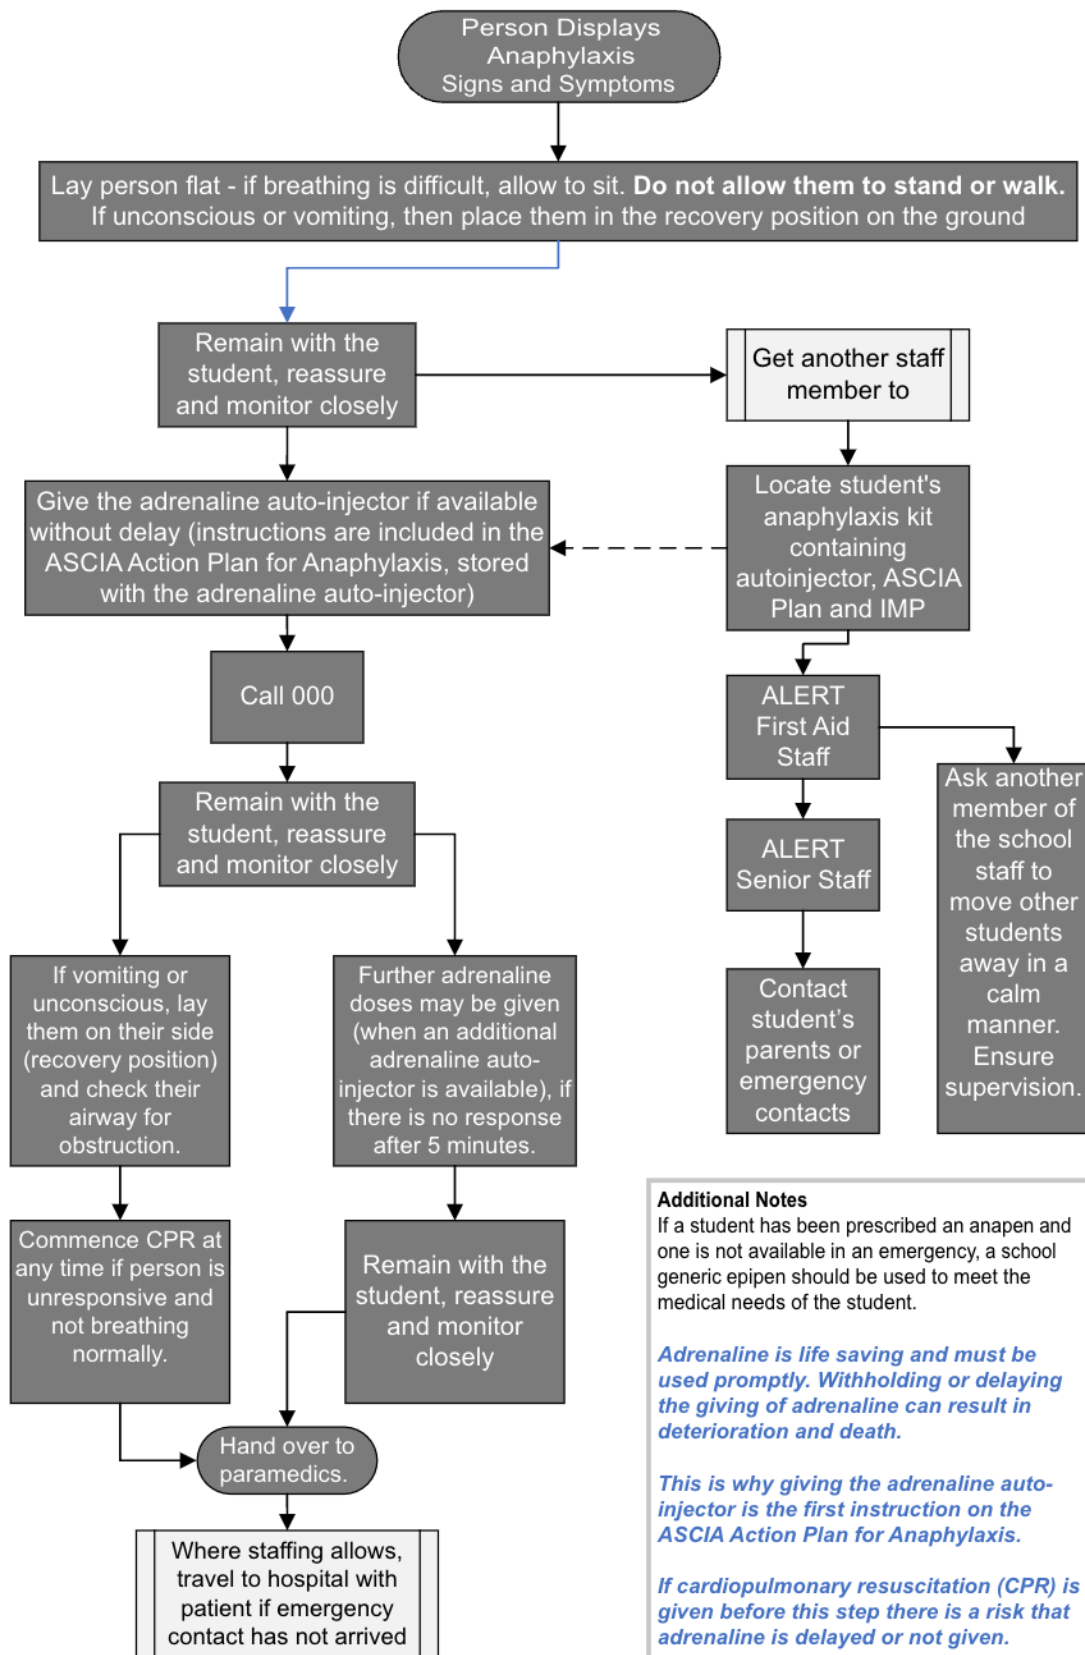 Person Displays
Anaphylaxis
Signs and Symptoms
Lay person flat - if breathing is difficult, allow to sit. Do not allow them to stand or walk.
If unconscious or vomiting, then place them in the recovery position on the ground
Remain with the
student, reassure
and monitor closely
Get another staff
member to
Give the adrenaline auto-injector if available
without delay (instructions are included in the
ASCIA Action Plan for Anaphylaxis, stored
with the adrenaline auto-injector)
Locate student's
anaphylaxis kit
containing
autoinjector, ASCIA
Plan and IMP
Call 000
ALERT
First Aid
Staff
Remain with the
student, reassure
and monitor closely
ALERT
Senior Staff
Ask another
member of
the school
staff to
move other
students
away in a
calm
manner.
Ensure
supervision.
If vomiting or
unconscious, lay
them on their side
(recovery position)
and check their
airway for
obstruction.
Further adrenaline
doses may be given
(when an additional
adrenaline auto-
injector is available), if
there is no response
after 5 minutes.
Contact
student’s
parents or
emergency
contacts
Commence CPR at
any time if person is
unresponsive and
not breathing
normally.
Remain with the
student, reassure
and monitor
closely
Hand over to
paramedics.
Where staffing allows,
travel to hospital with
patient if emergency
contact has not arrived
Additional Notes
If a student has been prescribed an anapen and
one is not available in an emergency, a school
generic epipen should be used to meet the
medical needs of the student.
Adrenaline is life saving and must be
used promptly. Withholding or delaying
the giving of adrenaline can result in
deterioration and death.
This is why giving the adrenaline auto-
injector is the first instruction on the
ASCIA Action Plan for Anaphylaxis.
If cardiopulmonary resuscitation (CPR) is
given before this step there is a risk that
adrenaline is delayed or not given.